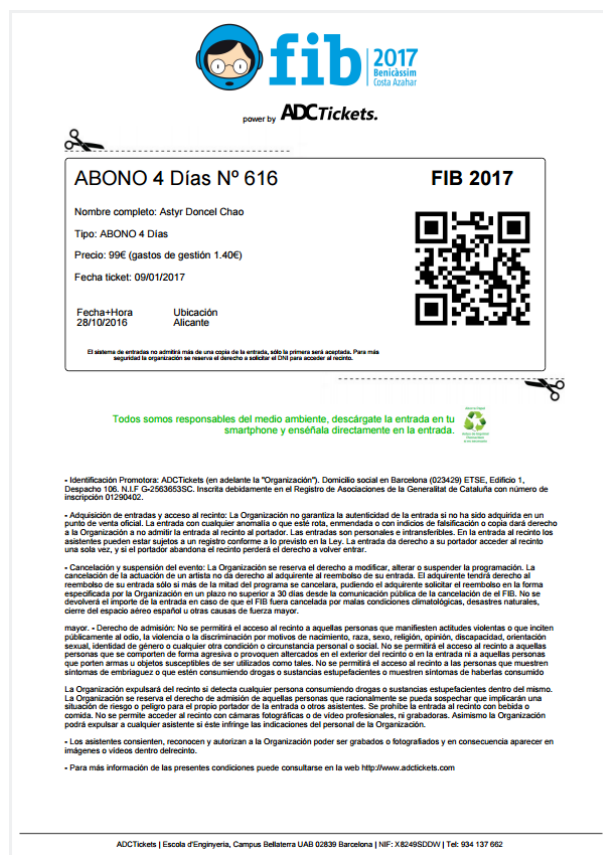 fib 2017
Benicàssim
Costa Azahar
power by ADCTickets.
ABONO 4 Días Nº 616
FIB 2017
Nombre completo: Astyr Doncel Chao
Tipo: ABONO 4 Días
Precio: 99€ (gastos de gestión 1.40€)
Fecha ticket: 09/01/2017
Fecha+Hora Ubicación
28/10/2016 Alicante
El sistema de entradas no admitirá más de una copia de la entrada, sólo la primera será aceptada. Para más
seguridad la organización se reserva el derecho a solicitar el DNI para acceder al recinto.
Todos somos responsables del medio ambiente, descárgate la entrada en tu
smartphone y enséñala directamente en la entrada.
- Identificación Promotora: ADCTickets (en adelante la "Organización"). Domicilio social en Barcelona (023429) ETSE, Edificio 1,
Despacho 106. N.I.F G-2563653SC. Inscrita debidamente en el Registro de Asociaciones de la Generalitat de Cataluña con número de
inscripción 01290402.
- Adquisición de entradas y acceso al recinto: La Organización no garantiza la autenticidad de la entrada si no ha sido adquirida en un
punto de venta oficial. La entrada con cualquier anomalía o que esté rota, enmendada o con indicios de falsificación o copia dará derecho
a la Organización a no admitir la entrada al recinto al portador. Las entradas son personales e intransferibles. En la entrada al recinto los
asistentes pueden estar sujetos a un registro conforme a lo previsto en la Ley. La entrada da derecho a su portador acceder al recinto
una sola vez, y si el portador abandona el recinto perderá el derecho a volver entrar.
- Cancelación y suspensión del evento: La Organización se reserva el derecho a modificar, alterar o suspender la programación. La
cancelación de la actuación de un artista no da derecho al adquirente al reembolso de su entrada. El adquirente tendrá derecho al
reembolso de su entrada sólo si más de la mitad del programa se cancelara, pudiendo el adquirente solicitar el reembolso en la forma
especificada por la Organización en un plazo no superior a 30 días desde la comunicación pública de la cancelación de el FIB. No se
devolverá el importe de la entrada en caso de que el FIB fuera cancelada por malas condiciones climatológicas, desastres naturales,
cierre del espacio aéreo español u otras causas de fuerza mayor.
mayor. - Derecho de admisión: No se permitirá el acceso al recinto a aquellas personas que manifiesten actitudes violentas o que inciten
públicamente al odio, la violencia o la discriminación por motivos de nacimiento, raza, sexo, religión, opinión, discapacidad, orientación
sexual, identidad de género o cualquier otra condición o circunstancia personal o social. No se permitirá el acceso al recinto a aquellas
personas que se comporten de forma agresiva o provoquen altercados en el exterior del recinto o en la entrada ni a aquellas personas
que porten armas u objetos susceptibles de ser utilizados como tales. No se permitirá el acceso al recinto a las personas que muestren
síntomas de embriaguez o que estén consumiendo drogas o sustancias estupefacientes o muestren síntomas de haberlas consumido
La Organización expulsará del recinto si detecta cualquier persona consumiendo drogas o sustancias estupefacientes dentro del mismo.
La Organización se reserva el derecho de admisión de aquellas personas que racionalmente se pueda sospechar que implicarán una
situación de riesgo o peligro para el propio portador de la entrada o otros asistentes. Se prohíbe la entrada al recinto con bebida o
comida. No se permite acceder al recinto con cámaras fotográficas o de vídeo profesionales, ni grabadoras. Asimismo la Organización
podrá expulsar a cualquier asistente si éste infringe las indicaciones del personal de la Organización.
- Los asistentes consienten, reconocen y autorizan a la Organización poder ser grabados o fotografiados y en consecuencia aparecer en
imágenes o vídeos dentro delrecinto.
- Para más información de las presentes condiciones puede consultarse en la web http://www.adctickets.com
ADCTickets | Escola d'Enginyeria, Campus Bellaterra UAB 02839 Barcelona | NIF: X8249SDDW | Tel: 934 137 662